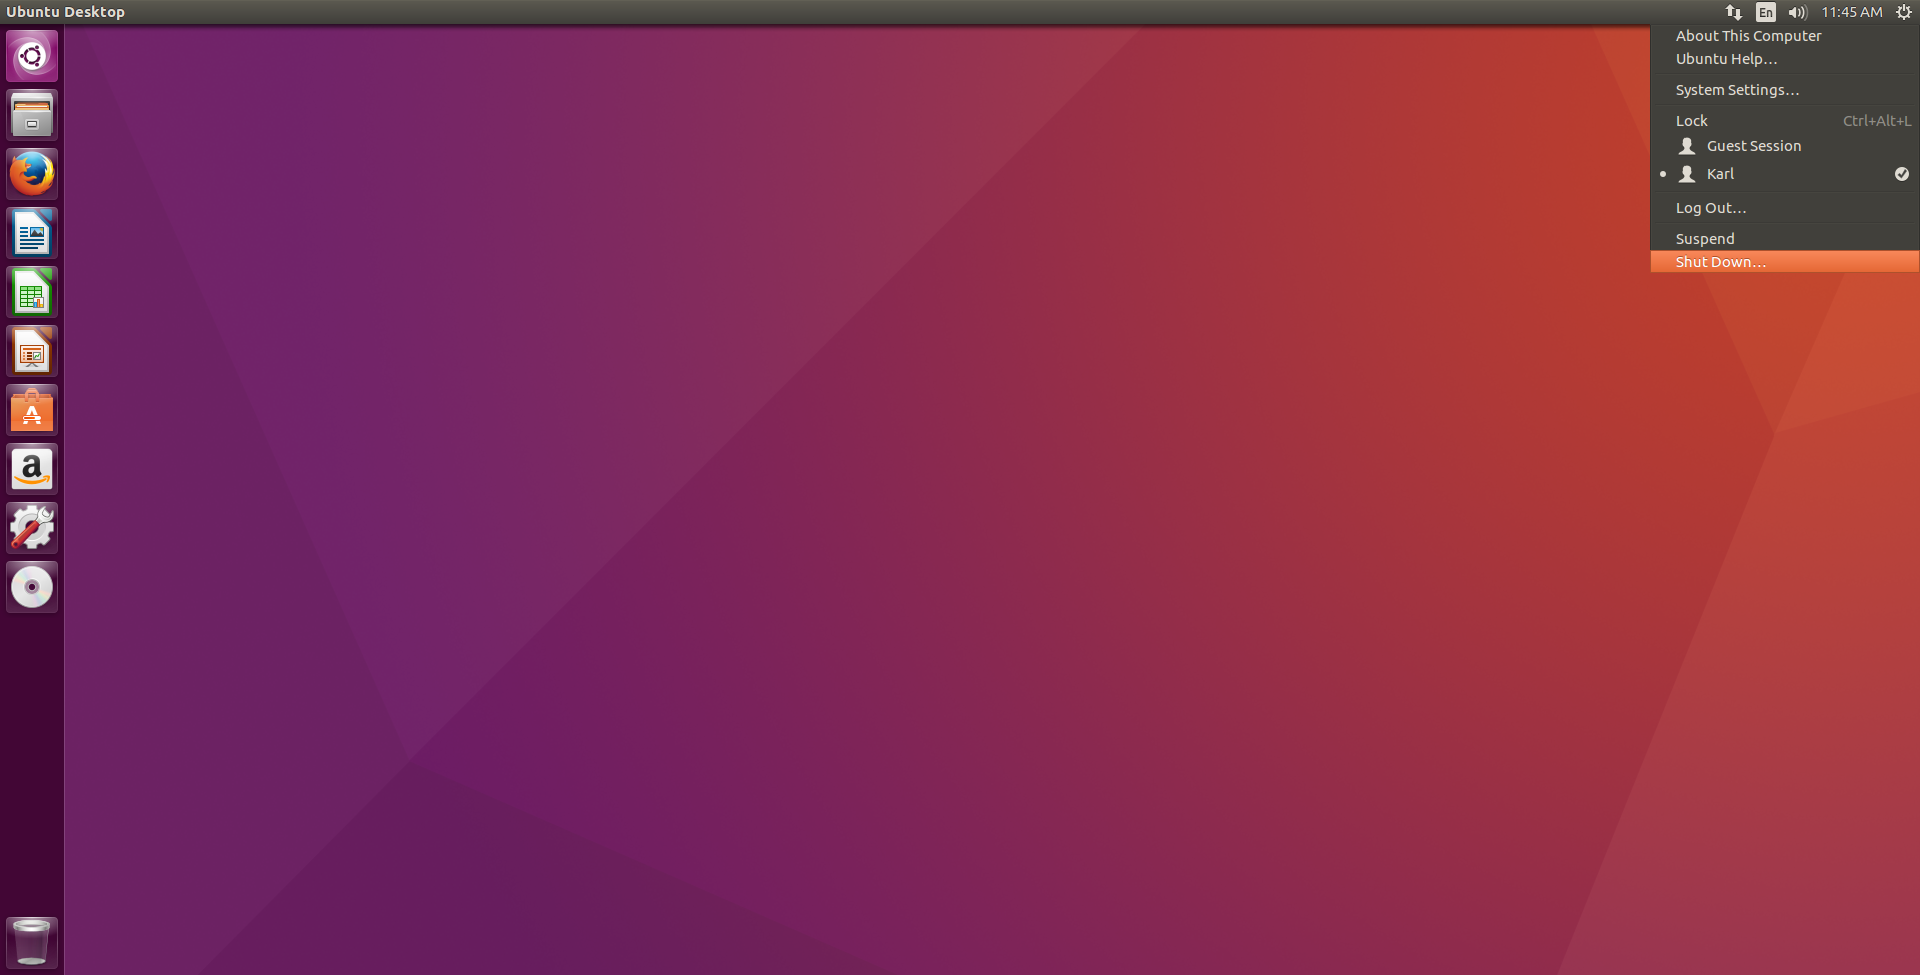 Ubuntu Desktop
En
11:45 AM
About This Computer
Ubuntu Help…
System Settings…
Lock Ctrl+Alt+L
Guest Session
Karl
Log Out…
Suspend
Shut Down…
A
a